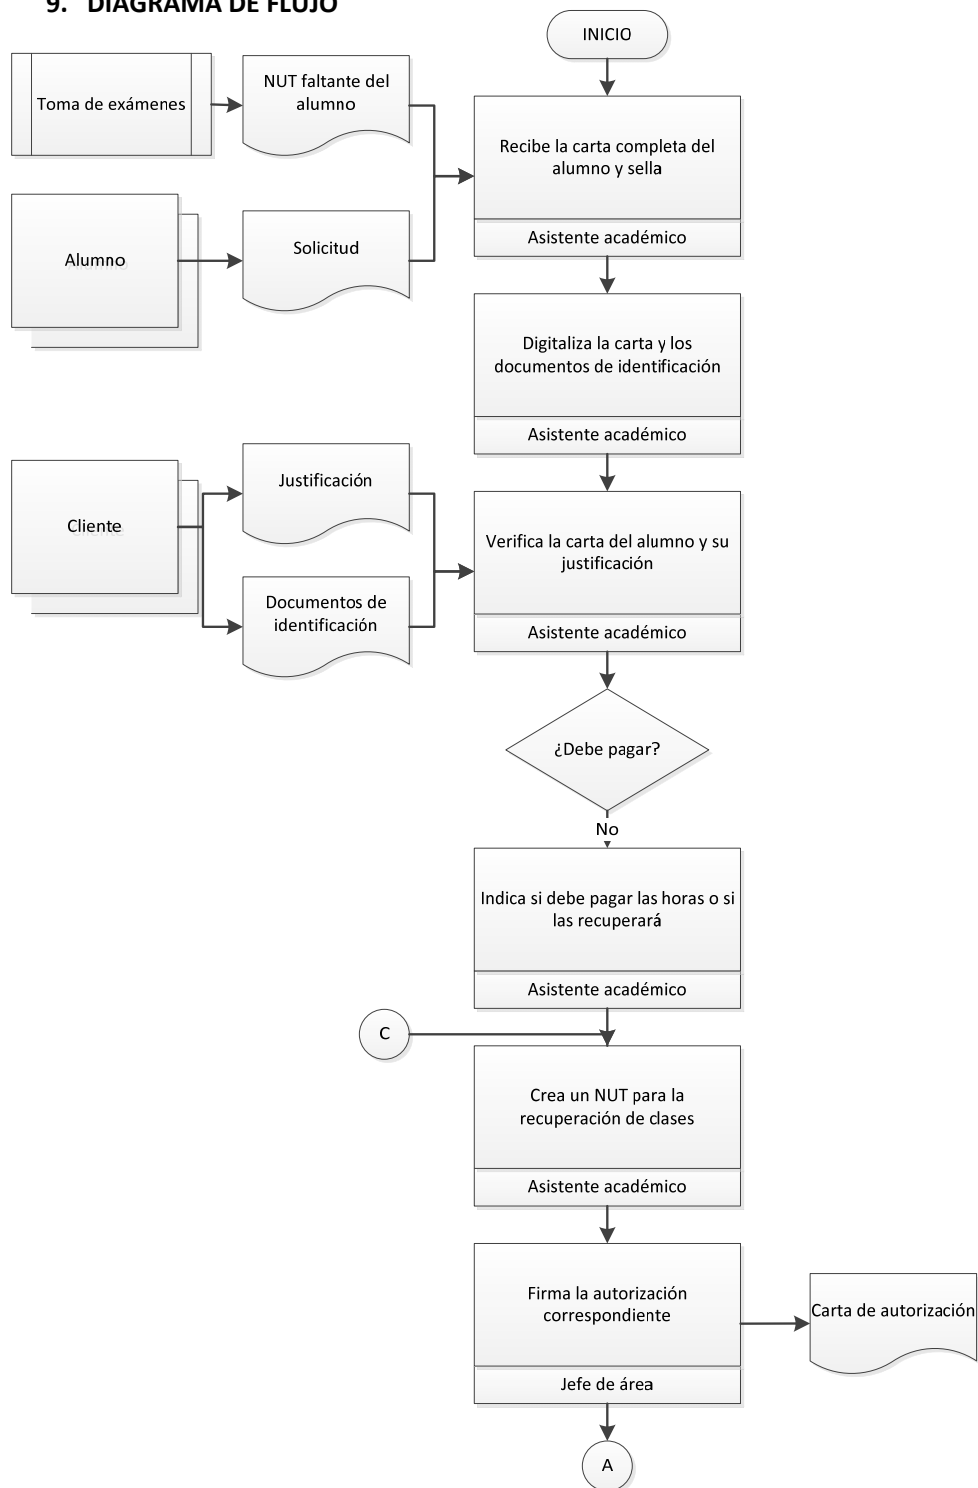 9. DIAGRAMA DE FLUJO
INICIO
Toma de exámenes
NUT faltante del
alumno
Recibe la carta completa del
alumno y sella
Asistente académico
Alumno
Solicitud
Digitaliza la carta y los
documentos de identificación
Asistente académico
Cliente
Justificación
Documentos de
identificación
Verifica la carta del alumno y su
justificación
Asistente académico
¿Debe pagar?
No
Indica si debe pagar las horas o si
las recuperará
Asistente académico
C
Crea un NUT para la
recuperación de clases
Asistente académico
Firma la autorización
correspondiente
Jefe de área
Carta de autorización
A